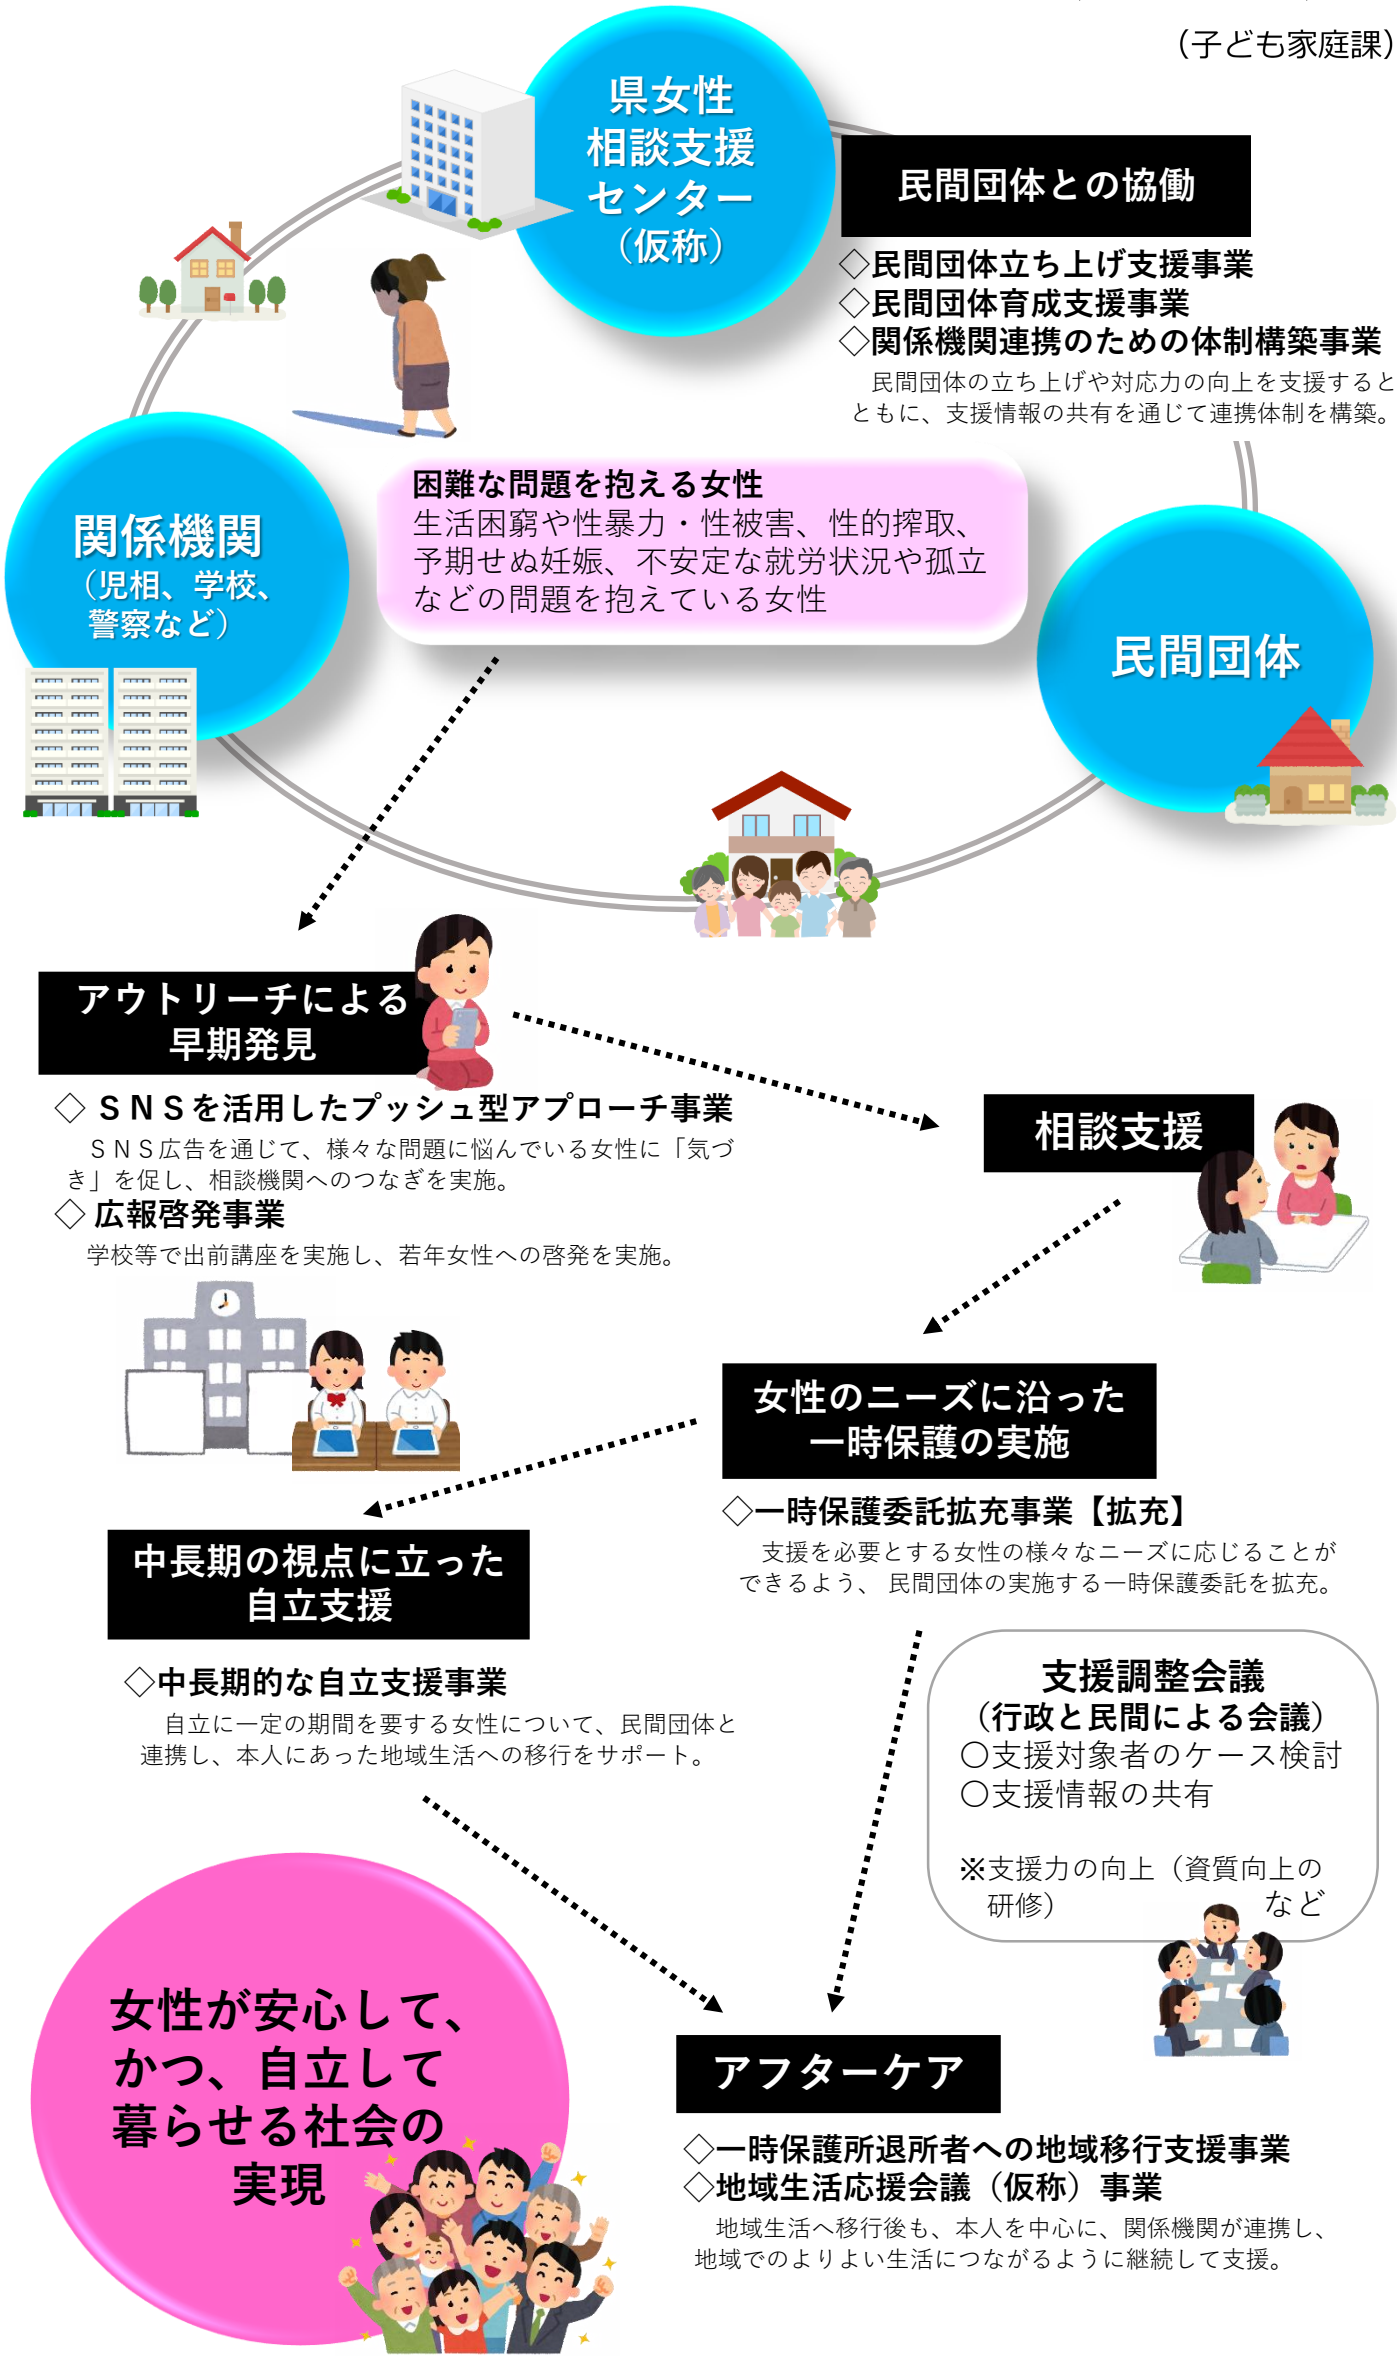 （子ども家庭課）
県女性
相談支援
センター
（仮称）
民間団体との協働
◇民間団体立ち上げ支援事業
◇民間団体育成支援事業
◇関係機関連携のための体制構築事業
民間団体の立ち上げや対応力の向上を支援すると
ともに、支援情報の共有を通じて連携体制を構築。
困難な問題を抱える女性
生活困窮や性暴力・性被害、性的搾取、
予期せぬ妊娠、不安定な就労状況や孤立
などの問題を抱えている女性
関係機関
（児相、学校、
警察など）
民間団体
アウトリーチによる
早期発見
◇ ＳＮＳを活用したプッシュ型アプローチ事業
ＳＮＳ広告を通じて、様々な問題に悩んでいる女性に「気づ
き」を促し、相談機関へのつなぎを実施。
◇ 広報啓発事業
学校等で出前講座を実施し、若年女性への啓発を実施。
相談支援
女性のニーズに沿った
一時保護の実施
◇一時保護委託拡充事業【拡充】
支援を必要とする女性の様々なニーズに応じることが
できるよう、 民間団体の実施する一時保護委託を拡充。
中長期の視点に立った
自立支援
◇中長期的な自立支援事業
自立に一定の期間を要する女性について、民間団体と
連携し、本人にあった地域生活への移行をサポート。
支援調整会議
（行政と民間による会議）
〇支援対象者のケース検討
〇支援情報の共有
※支援力の向上（資質向上の
研修） など
女性が安心して、
かつ、自立して
暮らせる社会の
実現
アフターケア
◇一時保護所退所者への地域移行支援事業
◇地域生活応援会議（仮称）事業
地域生活へ移行後も、本人を中心に、関係機関が連携し、
地域でのよりよい生活につながるように継続して支援。